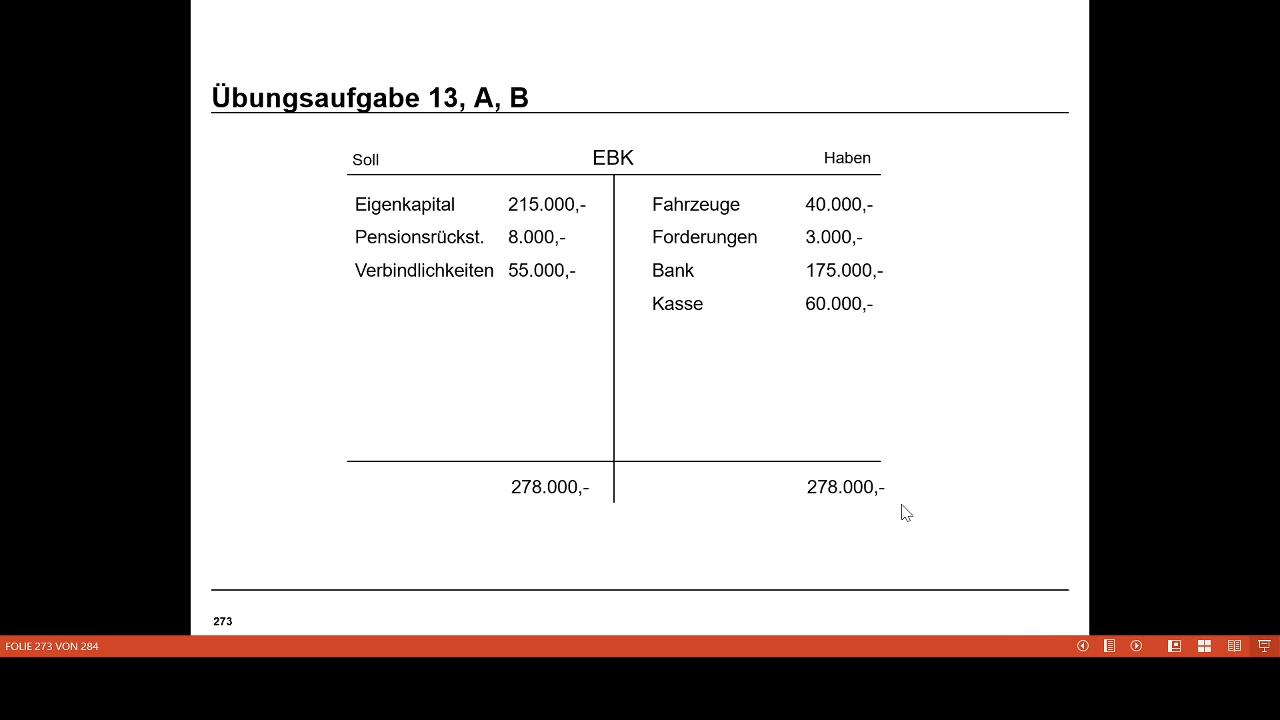 Übungsaufgabe 13, A, B
Soll EBK Haben
Eigenkapital 215.000,- Fahrzeuge 40.000,-
Pensionsrückst. 8.000,- Forderungen 3.000,-
Verbindlichkeiten 55.000,- Bank 175.000,-
Kasse 60.000,-
278.000,- 278.000,-
273
FOLIE 273 VON 284